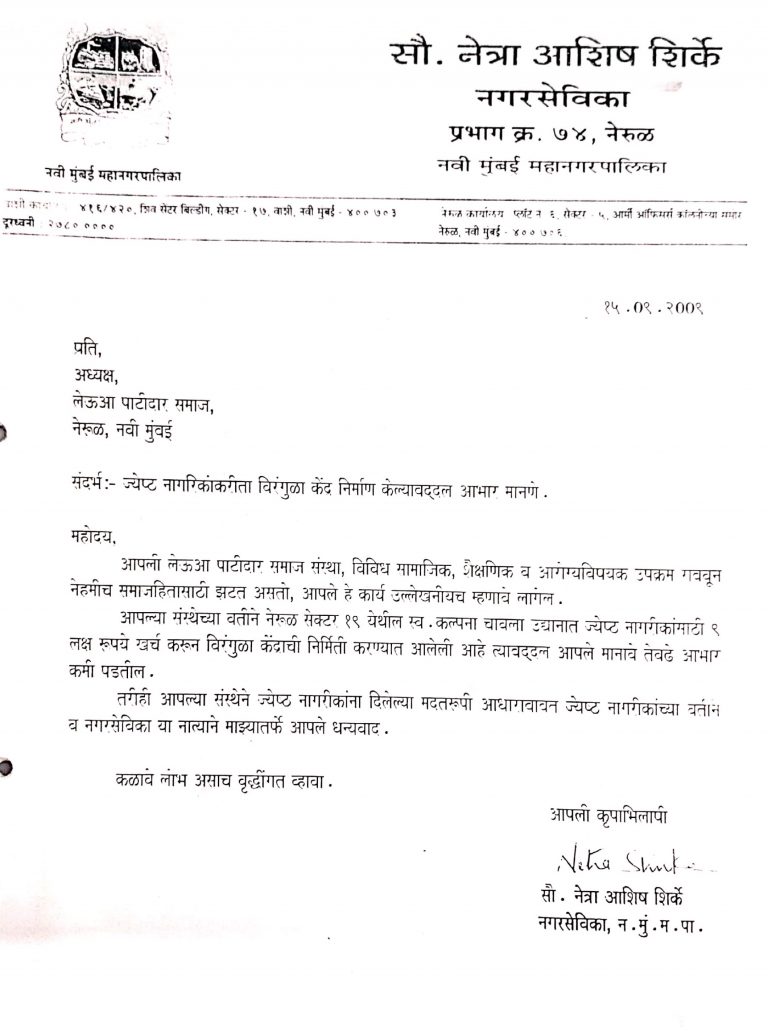 सौ. नेत्रा आशिष शिर्के
नगरसेविका
प्रभाग क्र. ७४, नेरुळ
नवी मुंबई महानगरपालिका
नवी मुंबई महानगरपालिका
४१६/४२०, शिव सेंटर बिल्डींग, सेक्टर - १७, वाशी, नवी मुंबई - ४०० ७०३
दूरध्वनी : २७८० ००००
नेरुळ कार्यालय प्लॉट नं ६, सेक्टर - ५, आर्मी ऑफिसर्स कॉलनीच्या समोर
नेरुळ, नवी मुंबई - ४०० ७०६
१५.०९.२००९
प्रति,
अध्यक्ष,
लेऊआ पाटीदार समाज,
नेरूळ, नवी मुंवई
संदर्भः- ज्येष्ट नागरिकांकरीता विरंगुळा केंद निर्माण केल्यावद्दल आभार मानणे.
महोदय,
आपली लेऊआ पाटीदार समाज संस्था, विविध सामाजिक, शैक्षणिक व आरोग्यविषयक उपक्रम राबवून
नेहमीच समाजहितासाठी झटत असतो, आपले हे कार्य उल्लेखनीयच म्हणावे लागेल.
आपल्या संस्थेच्या वतीने नेरूळ सेक्टर १९ येथील स्व.कल्पना चावला उद्यानात ज्येष्ट नागरीकांसाठी ९
लक्ष रूपये खर्च करून विरंगुळा केंदाची निर्मिती करण्यात आलेली आहे त्यावद्दल आपले मानावे तेवढे आभार
कमी पडतील.
तरीही आपल्या संस्थेने ज्येष्ट नागरीकांना दिलेल्या मदतरूपी आधारावावत ज्येष्ट नागरीकांच्या वतीने
व नगरसेविका या नात्याने माझ्यातर्फे आपले धन्यवाद.
कळावे लोभ असाच वृद्धींगत व्हावा.
आपली कृपाभिलाषी
Netra Shirke
सौ. नेत्रा आशिष शिर्के
नगरसेविका, न.मुं.म.पा.